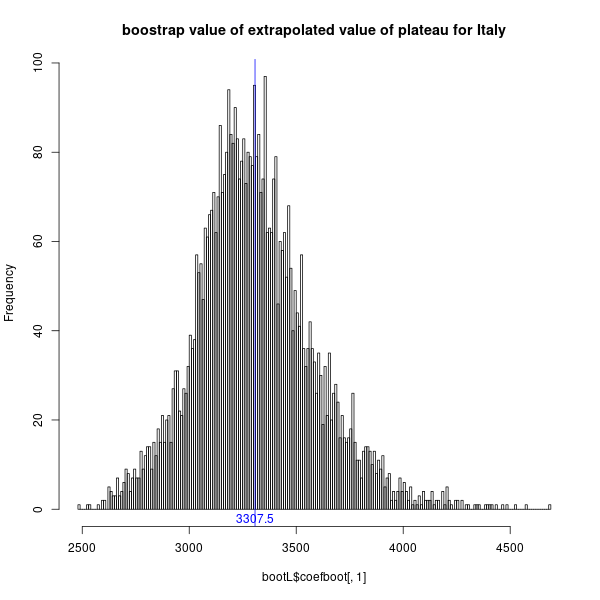 boostrap value of extrapolated value of plateau for Italy
Frequency
100
80
60
40
20
0
3307.5
2500 3000 3500 4000 4500
bootL$coefboot[, 1]